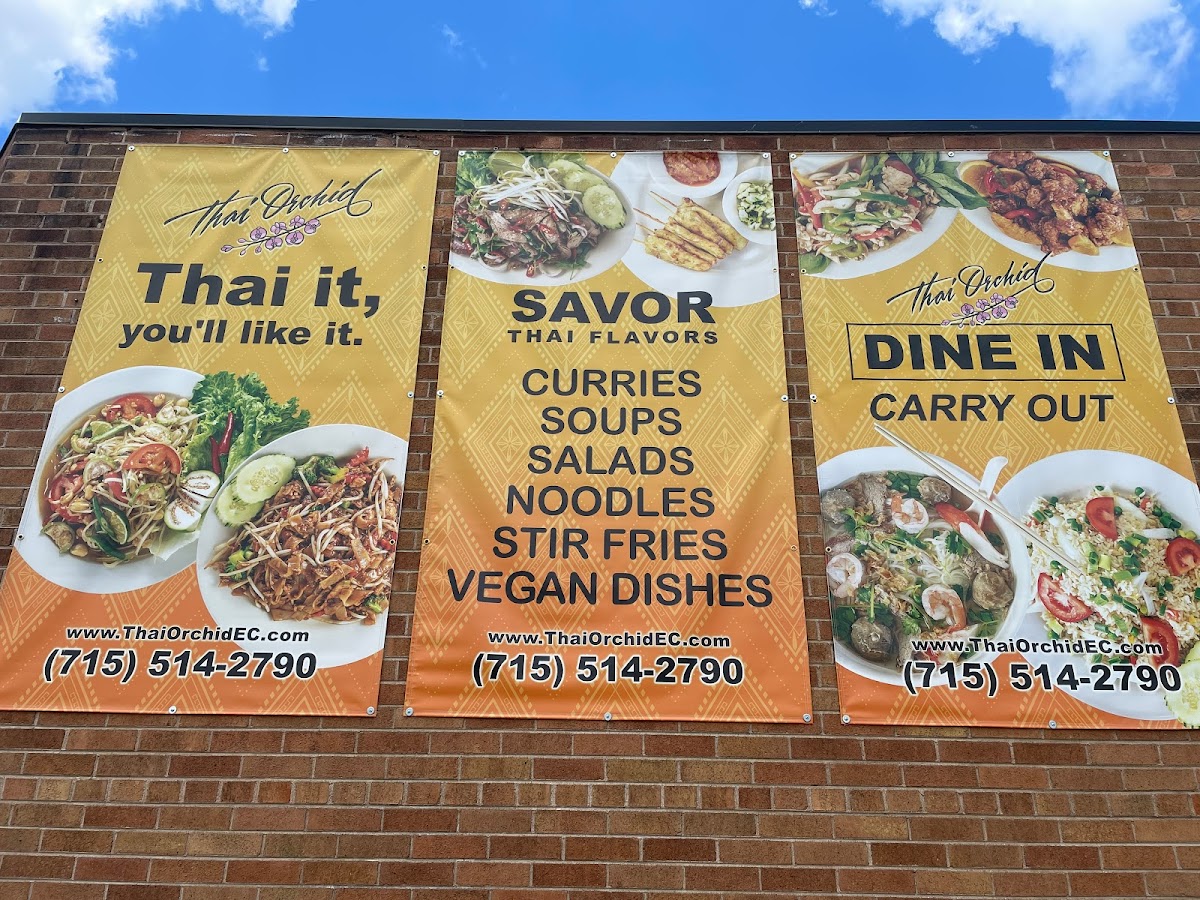 Thai Orchid
Thai it,
you'll like it.
www.ThaiOrchidEC.com
(715) 514-2790
SAVOR
THAI FLAVORS
CURRIES
SOUPS
SALADS
NOODLES
STIR FRIES
VEGAN DISHES
www.ThaiOrchidEC.com
(715) 514-2790
Thai Orchid
DINE IN
CARRY OUT
www.ThaiOrchidEC.com
(715) 514-2790